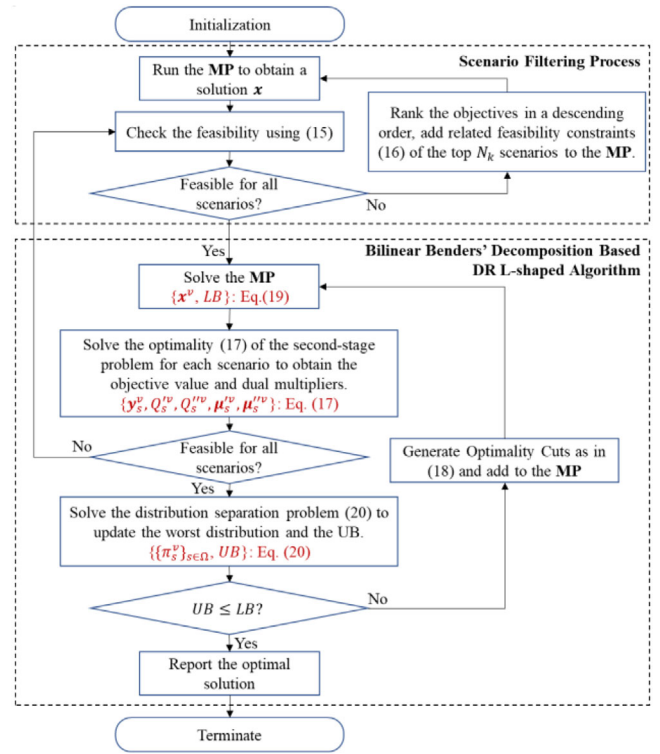 Initialization
Scenario Filtering Process
Run the MP to obtain a
solution x
Check the feasibility using (15)
Rank the objectives in a descending
order, add related feasibility constraints
(16) of the top N_k scenarios to the MP.
Feasible for all
scenarios?
No
Yes
Bilinear Benders' Decomposition Based
DR L-shaped Algorithm
Solve the MP
{x^ν, LB}: Eq.(19)
Solve the optimality (17) of the second-stage
problem for each scenario to obtain the
objective value and dual multipliers.
{y_s^ν, Q_s'^ν, Q_s''^ν, μ_s'^ν, μ_s''^ν}: Eq. (17)
No
Feasible for all
scenarios?
Generate Optimality Cuts as in
(18) and add to the MP
Yes
Solve the distribution separation problem (20) to
update the worst distribution and the UB.
{{π_s^ν}_{s∈Ω}, UB}: Eq. (20)
UB ≤ LB?
No
Yes
Report the optimal
solution
Terminate